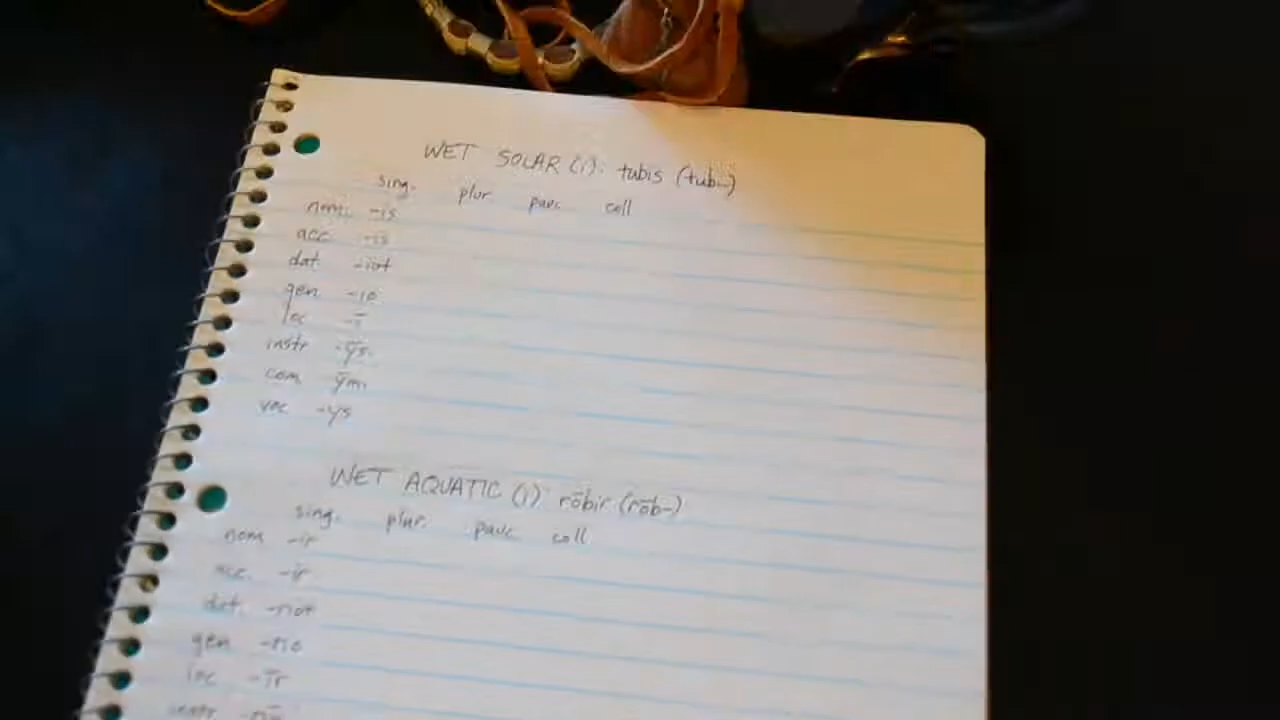 WET SOLAR (i): tubis (tub-)
sing. plur. pauc. coll
nom. -is
acc. -is
dat. -iot
gen -io
loc -ī
instr -ȳs.
com ȳm.
voc -ys
WET AQUATIC (i) rōbir (rōb-)
sing. plur. pauc. coll
nom -ir
acc. -ir
dat. -riot
gen -rio
loc -īr
instr